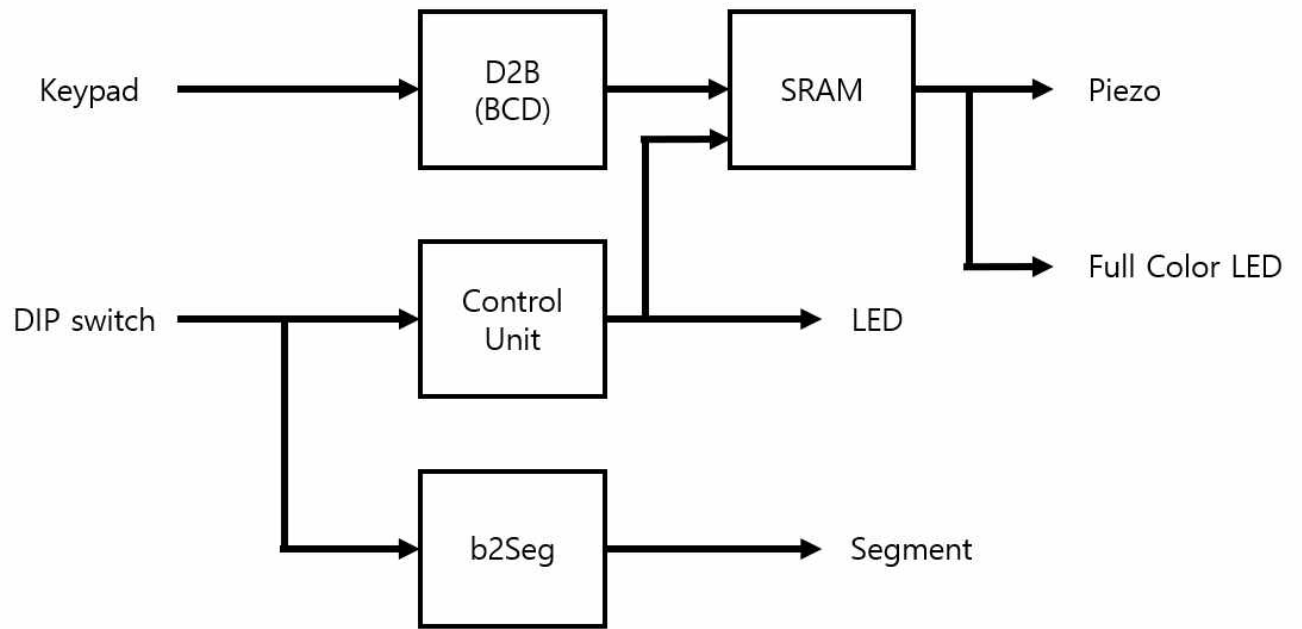 Keypad
D2B
(BCD)
SRAM
Piezo
Full Color LED
DIP switch
Control
Unit
LED
b2Seg
Segment